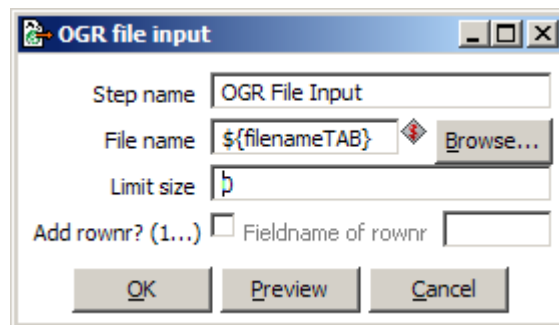 OGR file input
Step name OGR File Input
File name ${filenameTAB} Browse...
Limit size 0
Add rownr? (1...) Fieldname of rownr
OK Preview Cancel